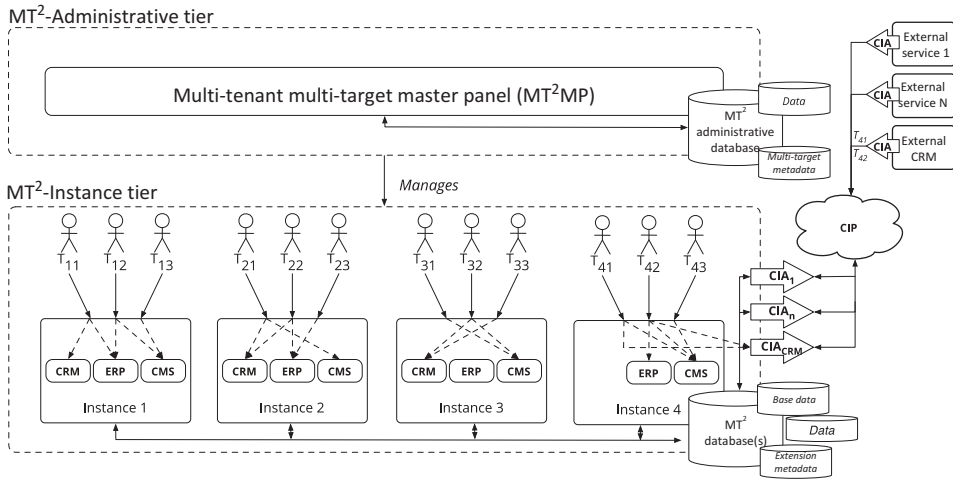 MT²-Administrative tier
Multi-tenant multi-target master panel (MT²MP)
MT²
administrative
database
Data
Multi-target
metadata
CIA
External
service 1
CIA
External
service N
T41
T42
CIA
External
CRM
CIP
Manages
MT²-Instance tier
T11
T12
T13
T21
T22
T23
T31
T32
T33
T41
T42
T43
CIA1
CIAn
CIACRM
CRM
ERP
CMS
Instance 1
CRM
ERP
CMS
Instance 2
CRM
ERP
CMS
Instance 3
ERP
CMS
Instance 4
MT²
database(s)
Base data
Data
Extension
metadata